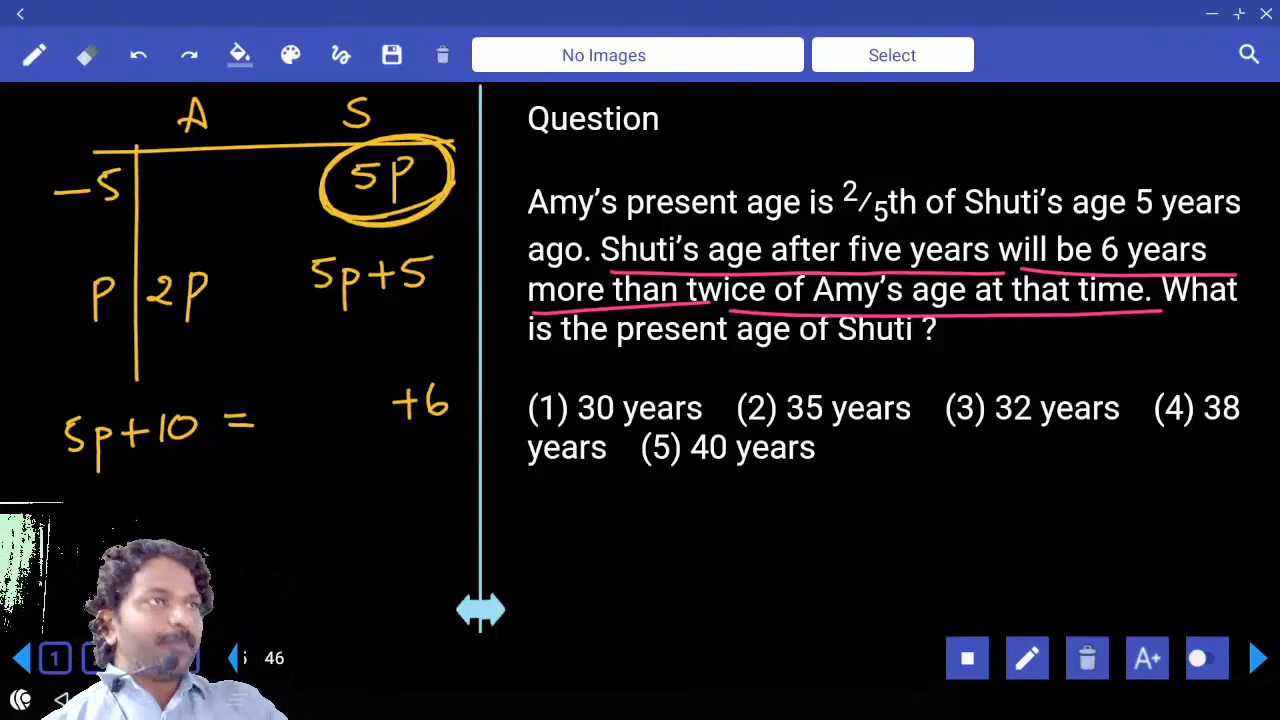 No Images
Select
A S
-5 5P
P 2P 5p+5
5p+10 = +6
Question
Amy’s present age is 2/5th of Shuti’s age 5 years
ago. Shuti’s age after five years will be 6 years
more than twice of Amy’s age at that time. What
is the present age of Shuti ?
(1) 30 years (2) 35 years (3) 32 years (4) 38
years (5) 40 years
1 46
A+